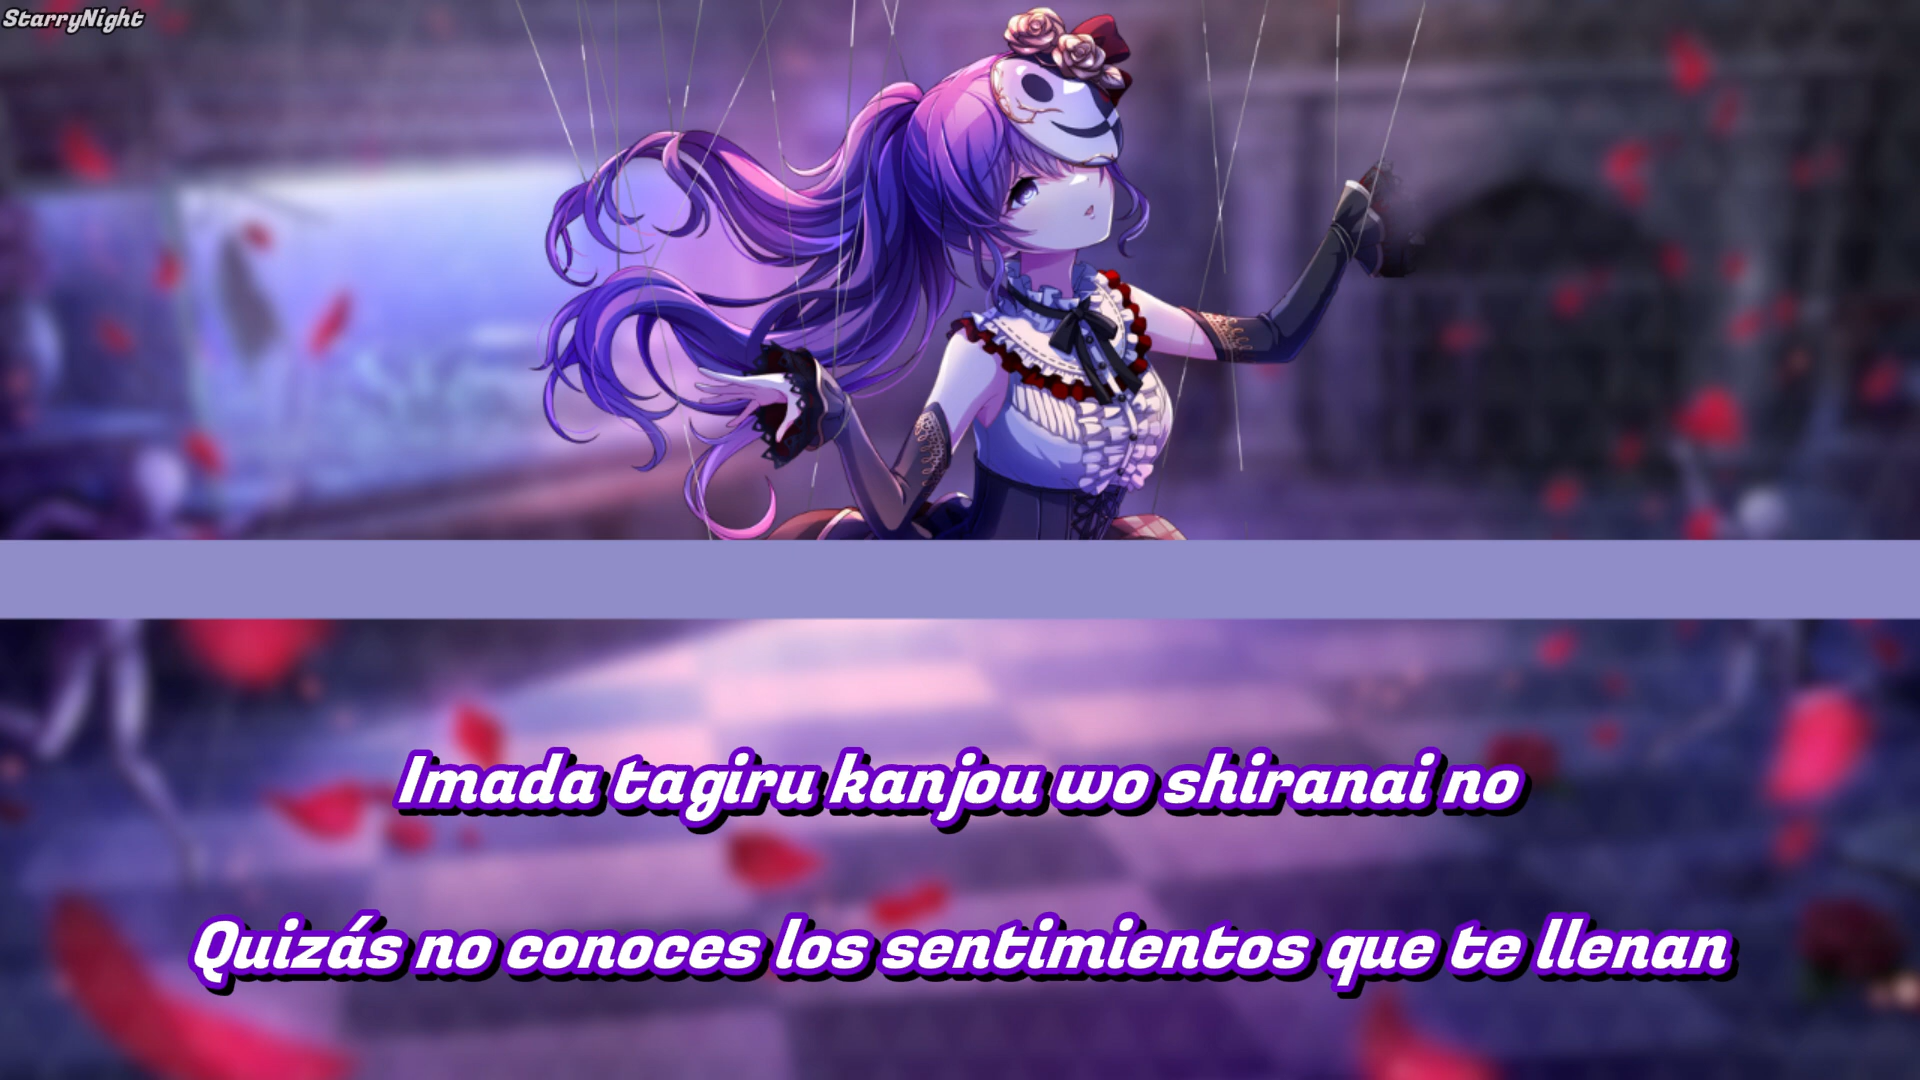 StarryNight
Imada tagiru kanjou wo shiranai no
Quizás no conoces los sentimientos que te llenan